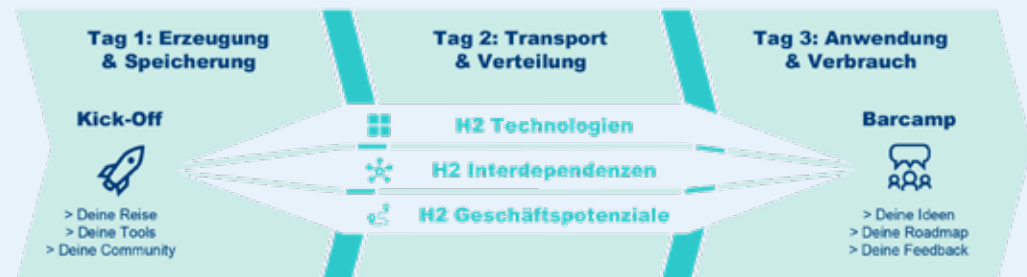 Tag 1: Erzeugung
& Speicherung
Tag 2: Transport
& Verteilung
Tag 3: Anwendung
& Verbrauch
Kick-Off
> Deine Reise
> Deine Tools
> Deine Community
H2 Technologien
H2 Interdependenzen
H2 Geschäftspotenziale
Barcamp
> Deine Ideen
> Deine Roadmap
> Deine Feedback